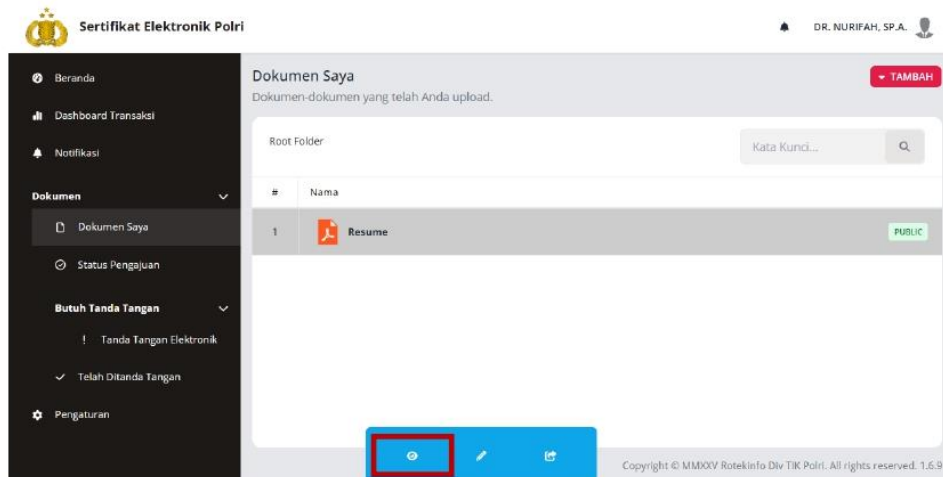 Sertifikat Elektronik Polri
DR. NURIFAH, SP.A.
Beranda
Dashboard Transaksi
Notifikasi
Dokumen
Dokumen Saya
Status Pengajuan
Butuh Tanda Tangan
! Tanda Tangan Elektronik
Telah Ditanda Tangan
Pengaturan
Dokumen Saya
TAMBAH
Dokumen-dokumen yang telah Anda upload.
Root Folder
Kata Kunci...
# Nama
1 Resume PUBLIC
Copyright © MMXXV Rotekinfo Div TIK Polri. All rights reserved. 1.6.9